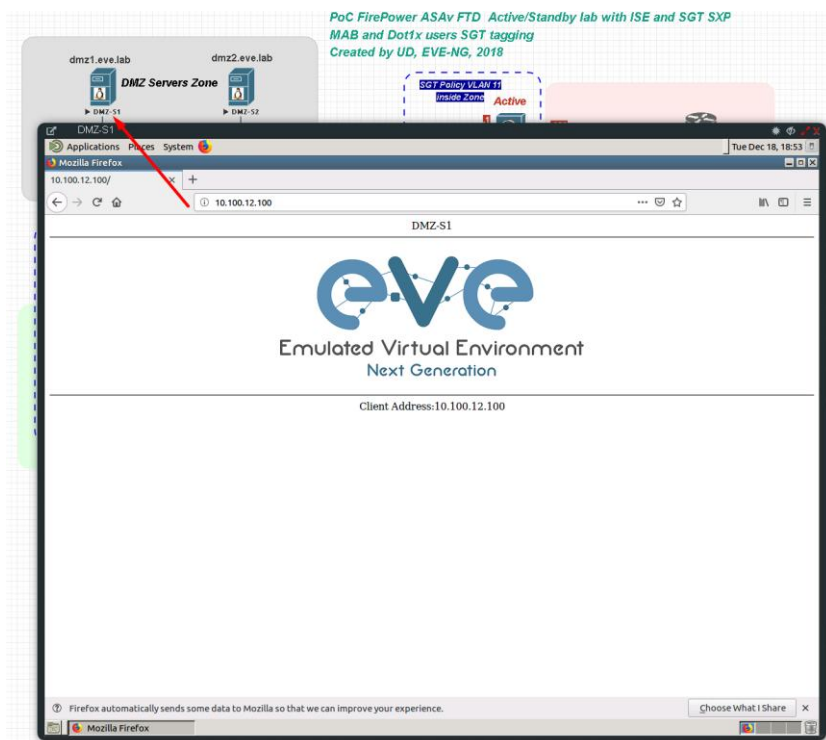 PoC FirePower ASAv FTD Active/Standby lab with ISE and SGT SXP
MAB and Dot1x users SGT tagging
Created by UD, EVE-NG, 2018
dmz1.eve.lab
dmz2.eve.lab
DMZ Servers Zone
DMZ-S1
DMZ-S2
SGT Policy VLAN 11
Inside Zone
Active
DMZ-S1
Applications Places System
Tue Dec 18, 18:53
Mozilla Firefox
10.100.12.100/
10.100.12.100
DMZ-S1
eve
Emulated Virtual Environment
Next Generation
Client Address:10.100.12.100
Firefox automatically sends some data to Mozilla so that we can improve your experience.
Choose What I Share
Mozilla Firefox